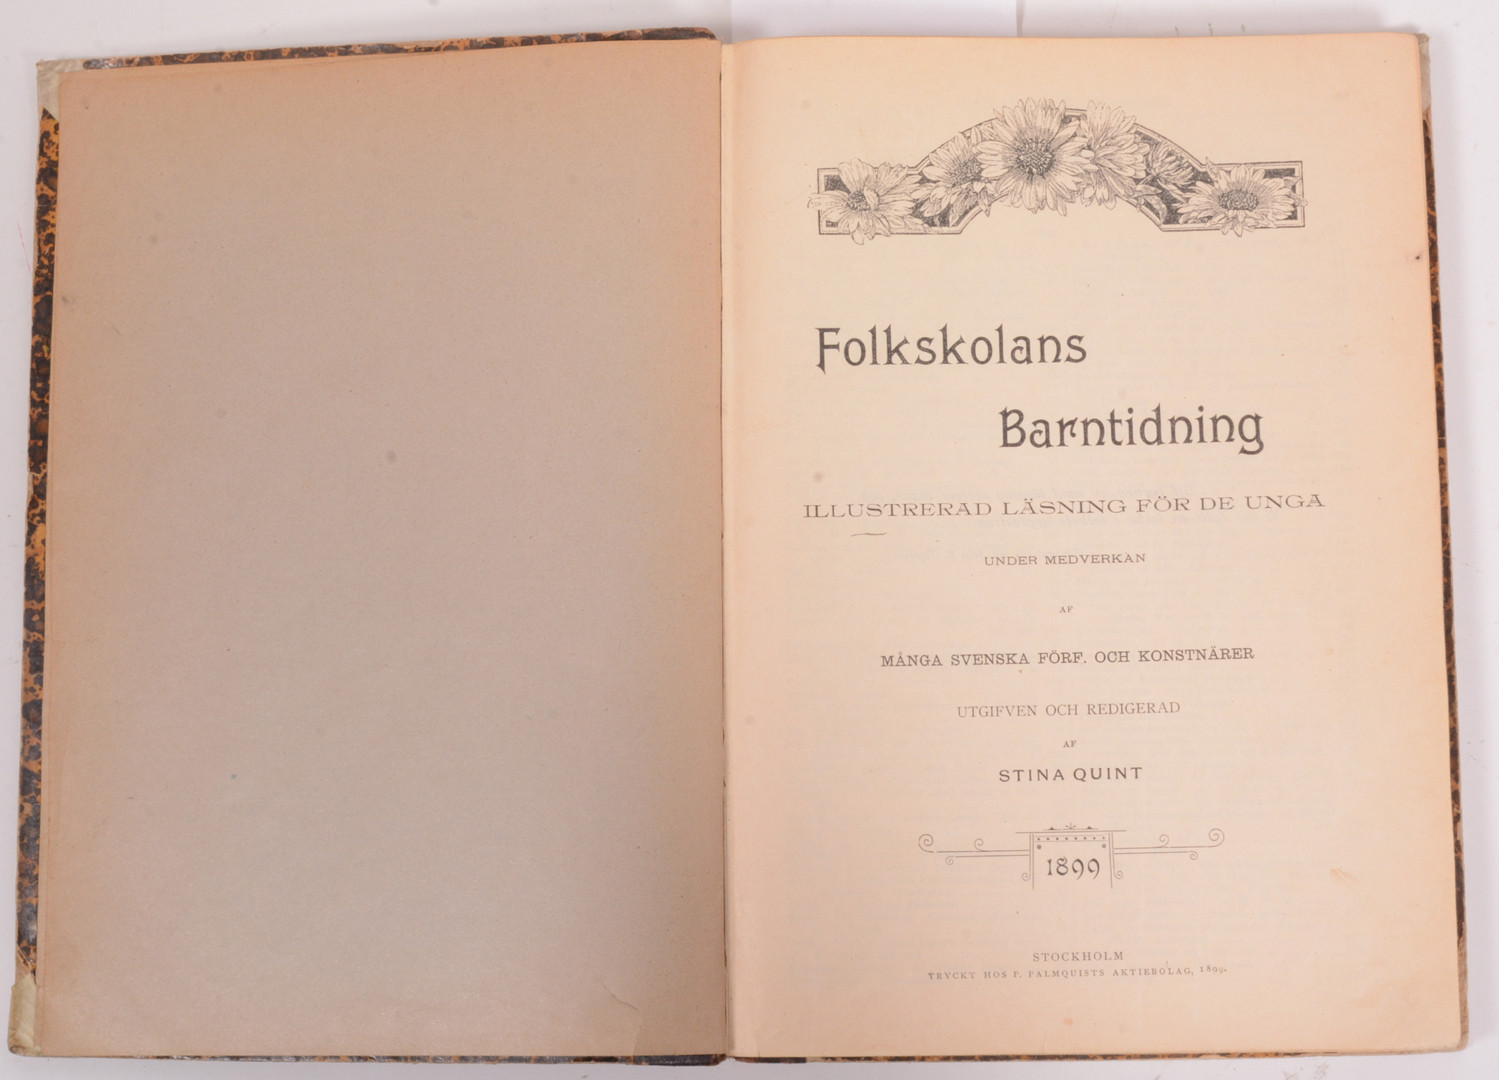 Folkskolans
Barntidning
ILLUSTRERAD LÄSNING FÖR DE UNGA
UNDER MEDVERKAN
AF
MÅNGA SVENSKA FÖRF. OCH KONSTNÄRER
UTGIFVEN OCH REDIGERAD
AF
STINA QUINT
1899
STOCKHOLM
TRYCKT HOS P. PALMQUISTS AKTIEBOLAG, 1899.